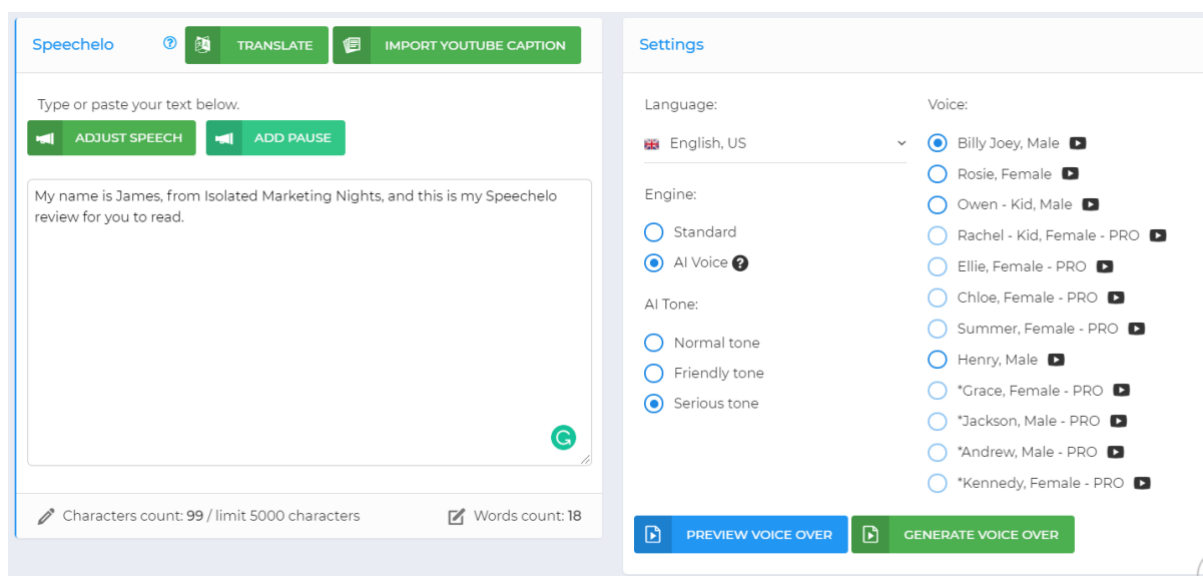 Speechelo
TRANSLATE
IMPORT YOUTUBE CAPTION
Type or paste your text below.
ADJUST SPEECH
ADD PAUSE
My name is James, from Isolated Marketing Nights, and this is my Speechelo
review for you to read.
Characters count: 99 / limit 5000 characters
Words count: 18
Settings
Language:
English, US
Engine:
Standard
AI Voice ?
AI Tone:
Normal tone
Friendly tone
Serious tone
Voice:
Billy Joey, Male
Rosie, Female
Owen - Kid, Male
Rachel - Kid, Female - PRO
Ellie, Female - PRO
Chloe, Female - PRO
Summer, Female - PRO
Henry, Male
*Grace, Female - PRO
*Jackson, Male - PRO
*Andrew, Male - PRO
*Kennedy, Female - PRO
PREVIEW VOICE OVER
GENERATE VOICE OVER